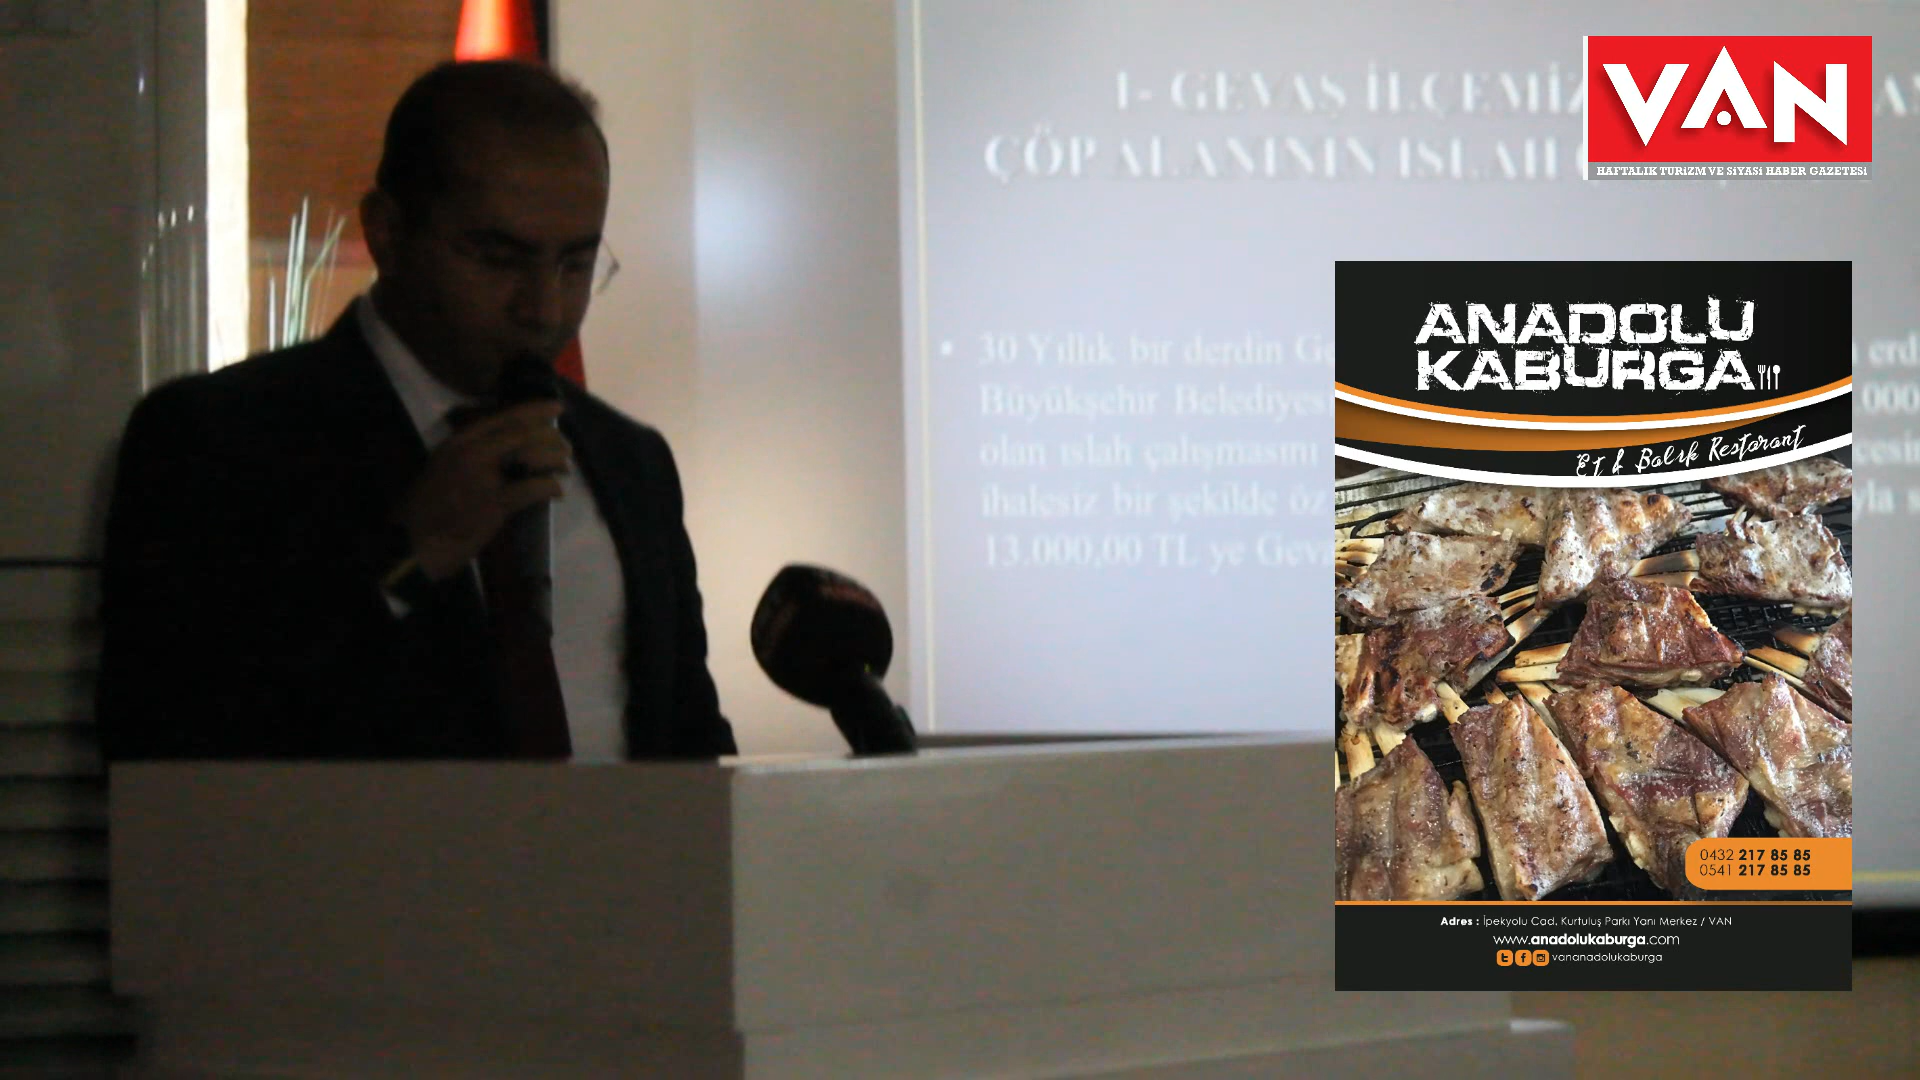 1- GEVAŞ İLÇEMİZ
ÇÖP ALANININ ISLAH
VAN
HAFTALIK TURİZM VE SİYASİ HABER GAZETESİ
• 30 Yıllık bir derdin
Büyükşehir Belediyes
olan ıslah çalışmasını
ihalesiz bir şekilde öz
13.000,00 TL ye
ANADOLU
KABURGA
Et & Balık Restorant
0432 217 85 85
0541 217 85 85
Adres : İpekyolu Cad. Kurtuluş Parkı Yanı Merkez / VAN
www.anadolukaburga.com
vananadolukaburga